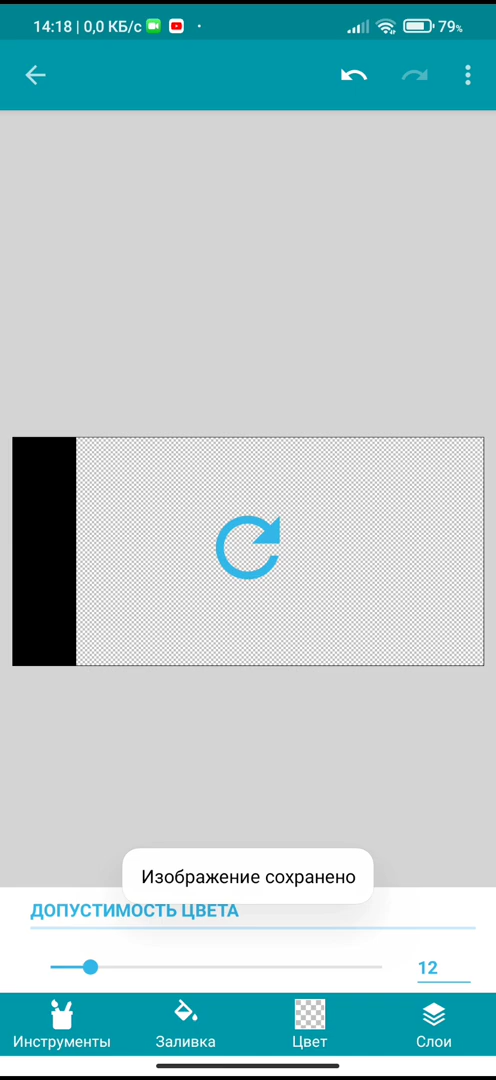 14:18 | 0,0 КБ/с
79%
Изображение сохранено
ДОПУСТИМОСТЬ ЦВЕТА
12
Инструменты
Заливка
Цвет
Слои